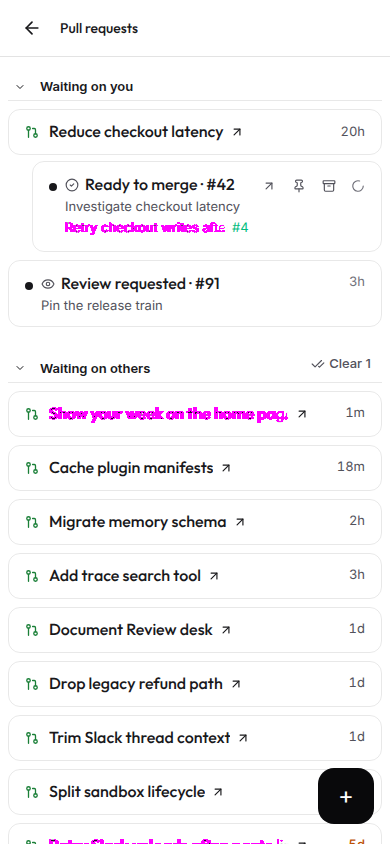 Pull requests
Waiting on you
Reduce checkout latency 20h
Ready to merge · #42
Investigate checkout latency
Retry checkout writes #4
Review requested · #91 3h
Pin the release train
Waiting on others Clear 1
Show your week on the home 1m
Cache plugin manifests 18m
Migrate memory schema 2h
Add trace search tool 3h
Document Review desk 1d
Drop legacy refund path 1d
Trim Slack thread context 1d
Split sandbox lifecycle